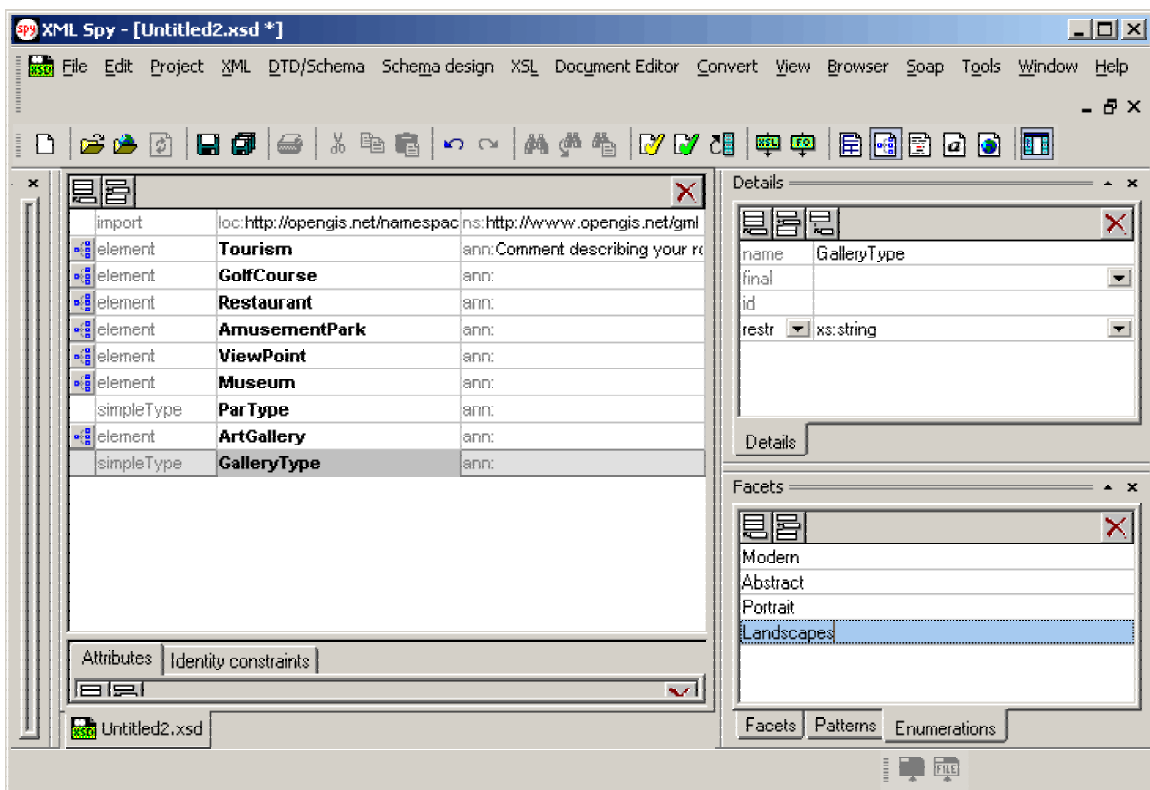 XML Spy - [Untitled2.xsd *]
File Edit Project XML DTD/Schema Schema design XSL Document Editor Convert View Browser Soap Tools Window Help
import loc:http://opengis.net/namespac ns:http://www.opengis.net/gml
element Tourism ann:Comment describing your ro
element GolfCourse ann:
element Restaurant ann:
element AmusementPark ann:
element ViewPoint ann:
element Museum ann:
simpleType ParType ann:
element ArtGallery ann:
simpleType GalleryType ann:
Attributes Identity constraints
Untitled2.xsd
Details
name GalleryType
final
id
restr xs:string
Details
Facets
Modern
Abstract
Portrait
Landscapes
Facets Patterns Enumerations
FILE